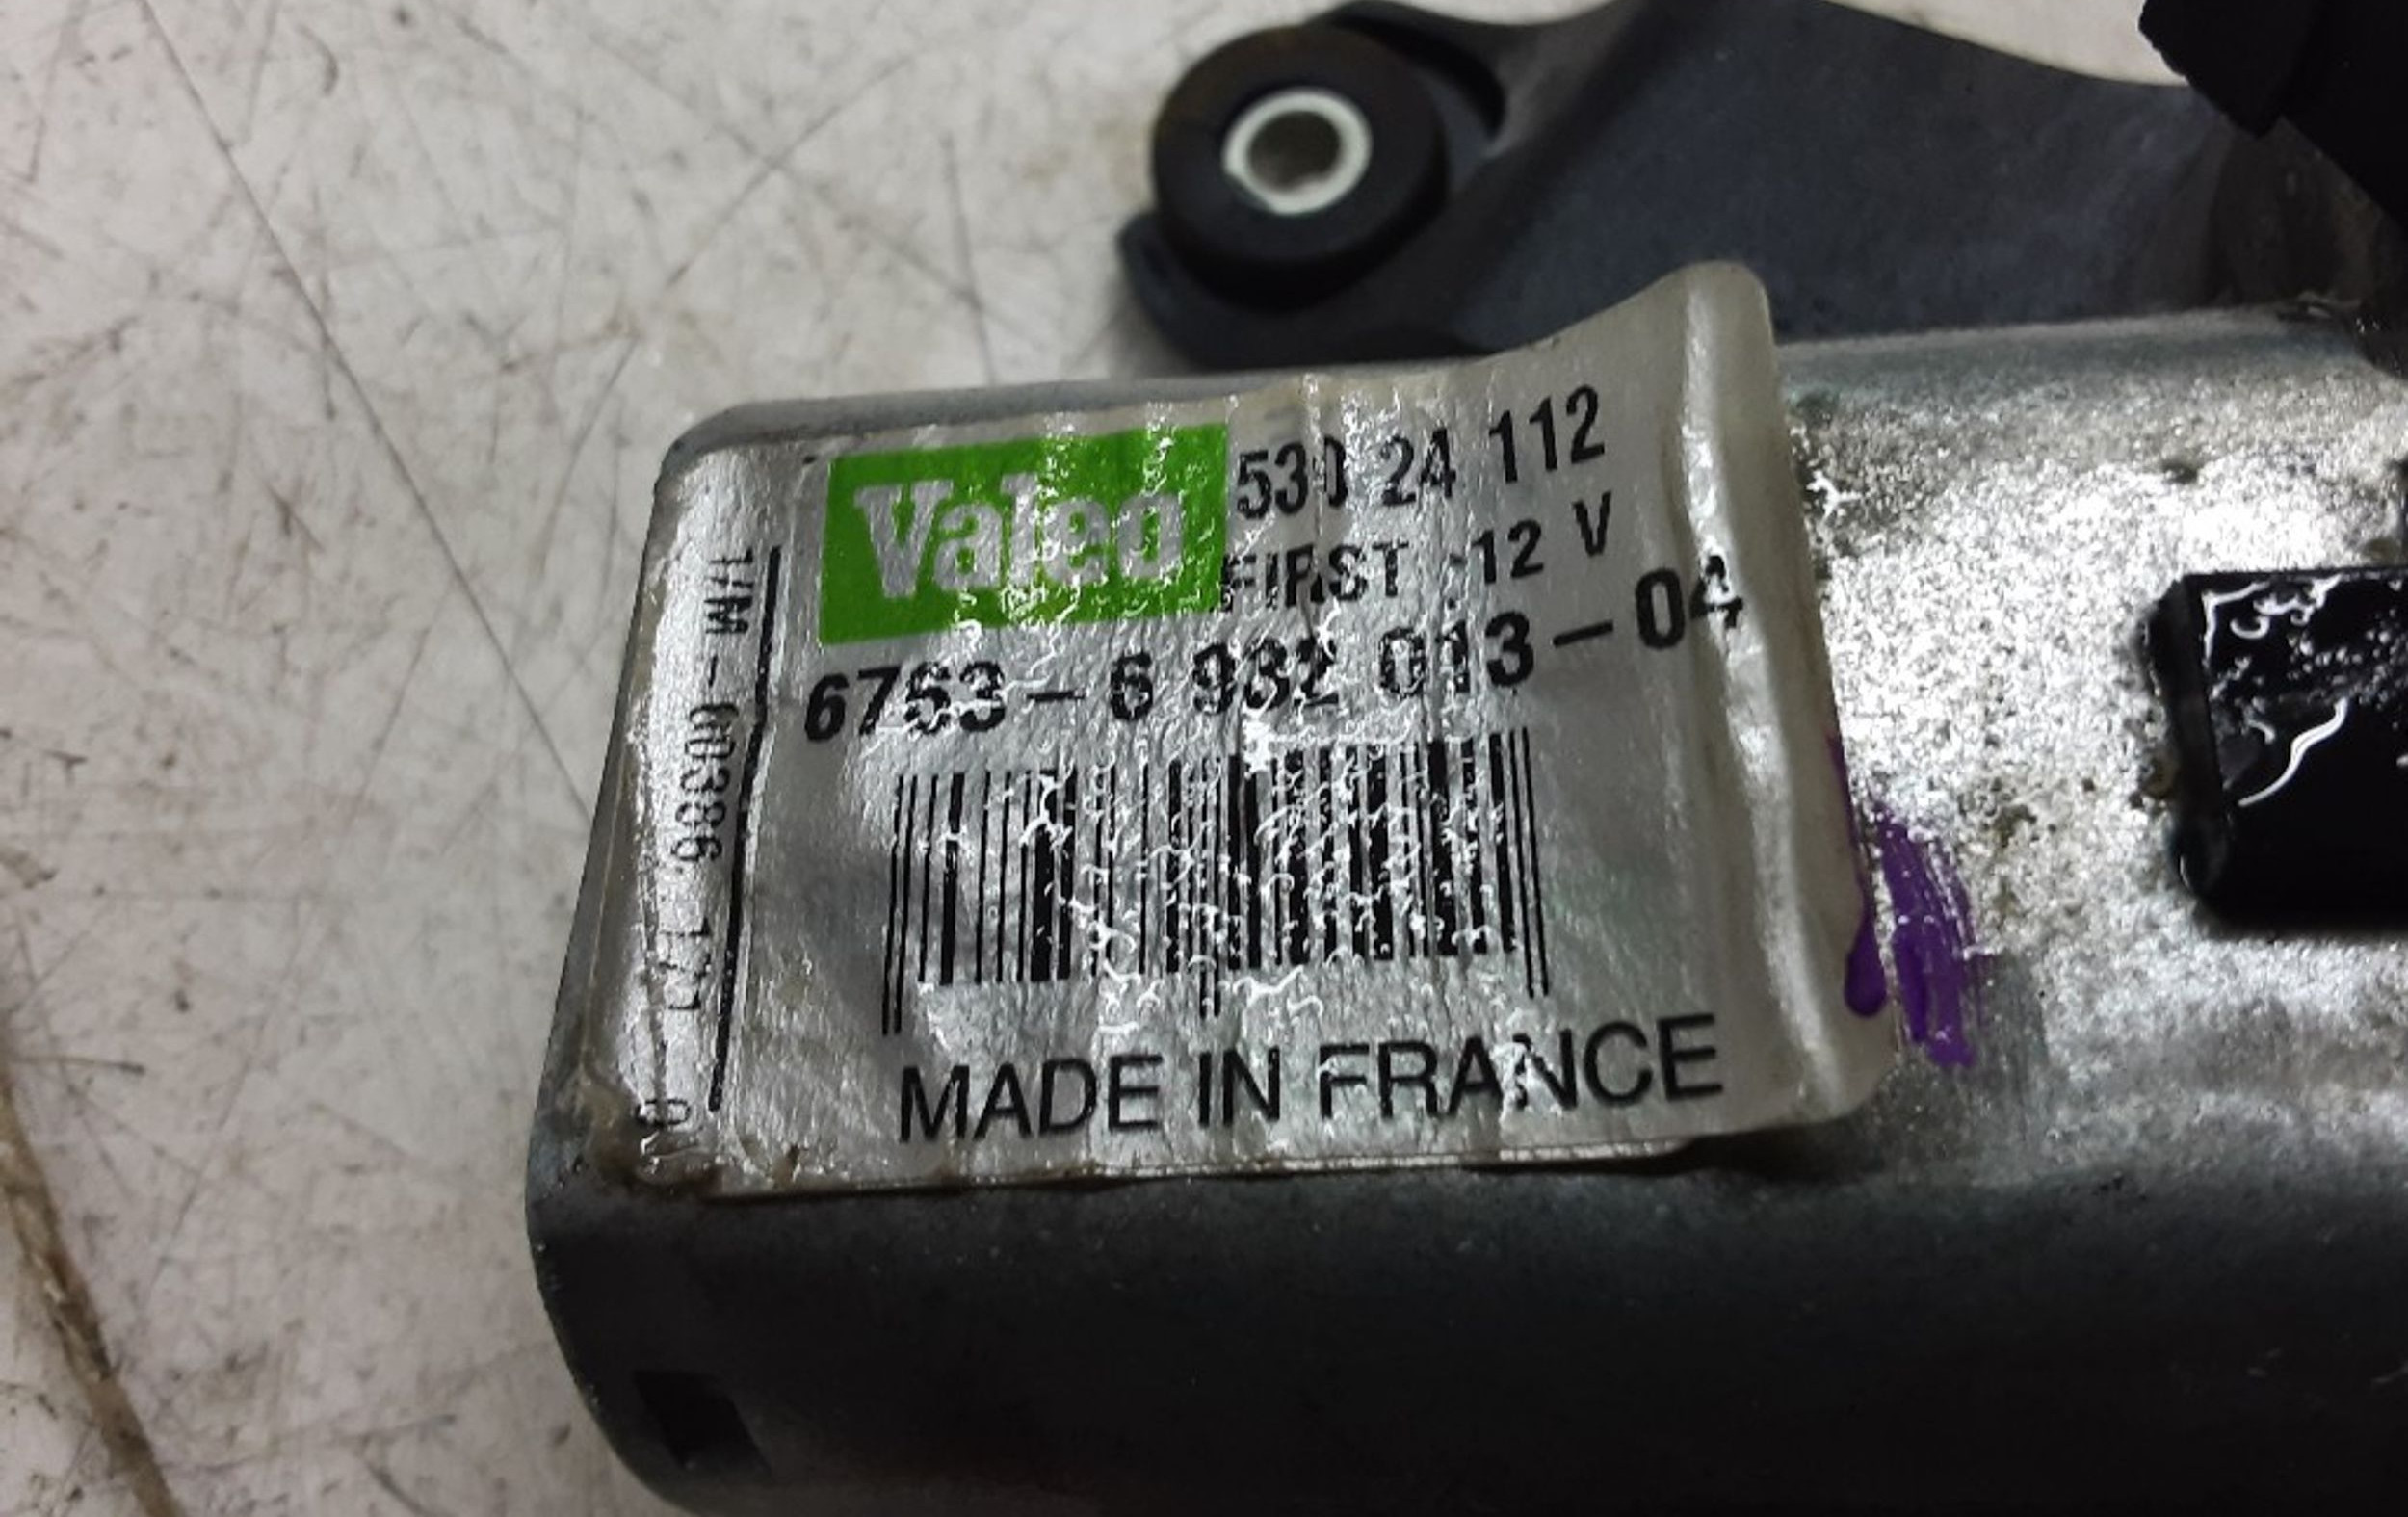 Valeo
530 24 112
FIRST 12 V
6763-6 932 013-04
MADE IN FRANCE